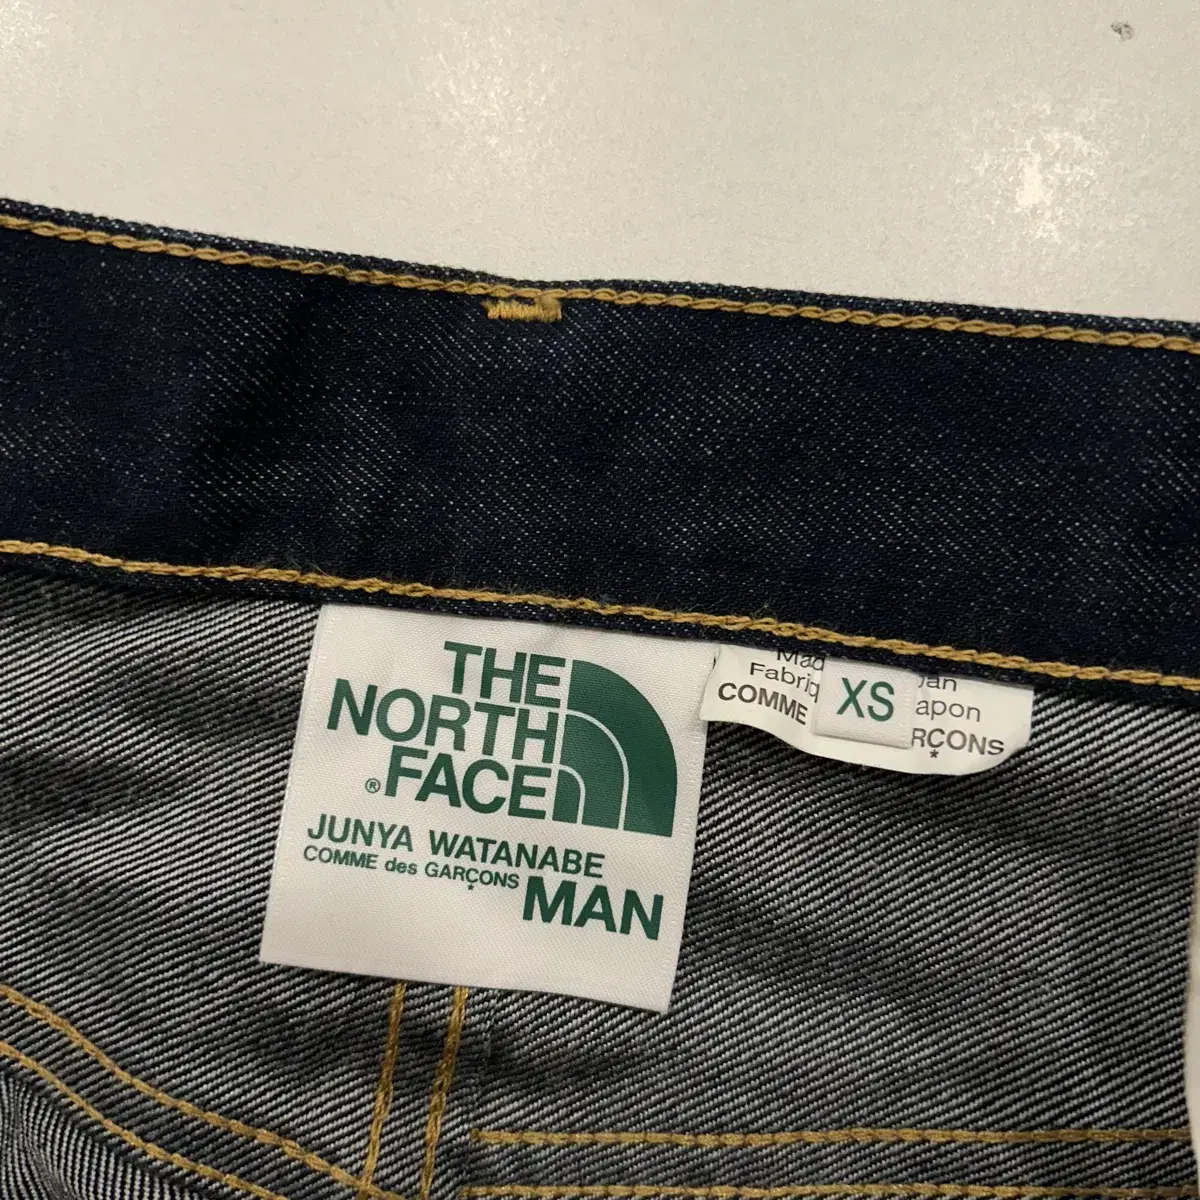 THE
NORTH
FACE
®
JUNYA WATANABE
COMME des GARÇONS
MAN
XS
COMME